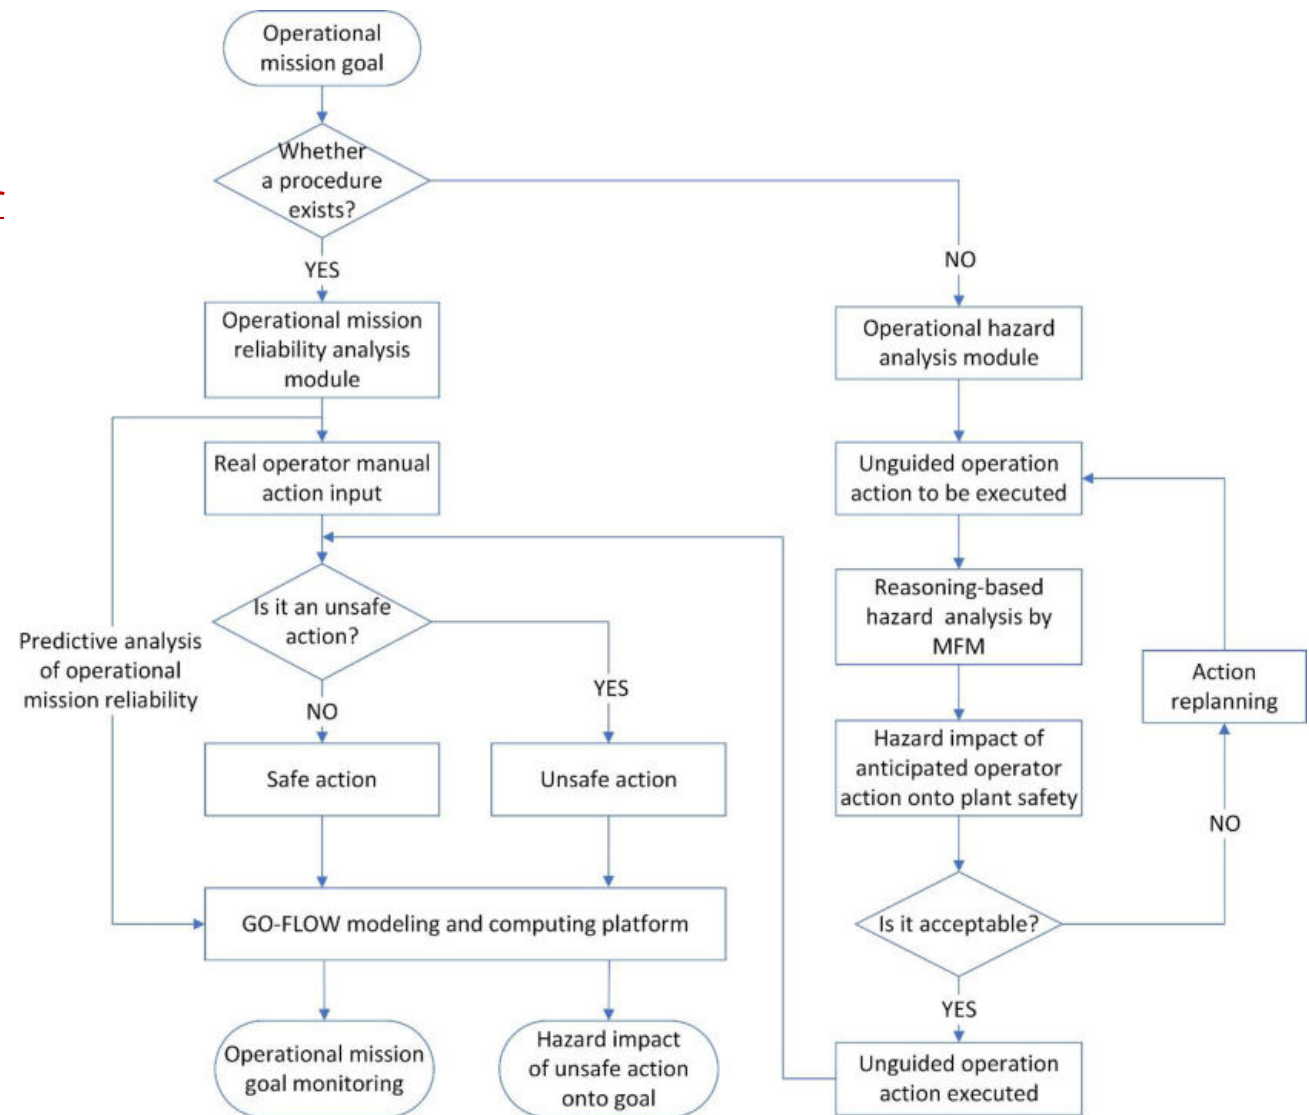 Operational
mission goal
Whether
a procedure
exists?
YES
NO
Operational mission
reliability analysis
module
Operational hazard
analysis module
Real operator manual
action input
Unguided operation
action to be executed
Is it an unsafe
action?
Reasoning-based
hazard analysis by
MFM
Predictive analysis
of operational
mission reliability
YES
NO
Action
replanning
Safe action
Unsafe action
Hazard impact of
anticipated operator
action onto plant safety
NO
GO-FLOW modeling and computing platform
Is it acceptable?
YES
Operational mission
goal monitoring
Hazard impact
of unsafe action
onto goal
Unguided operation
action executed